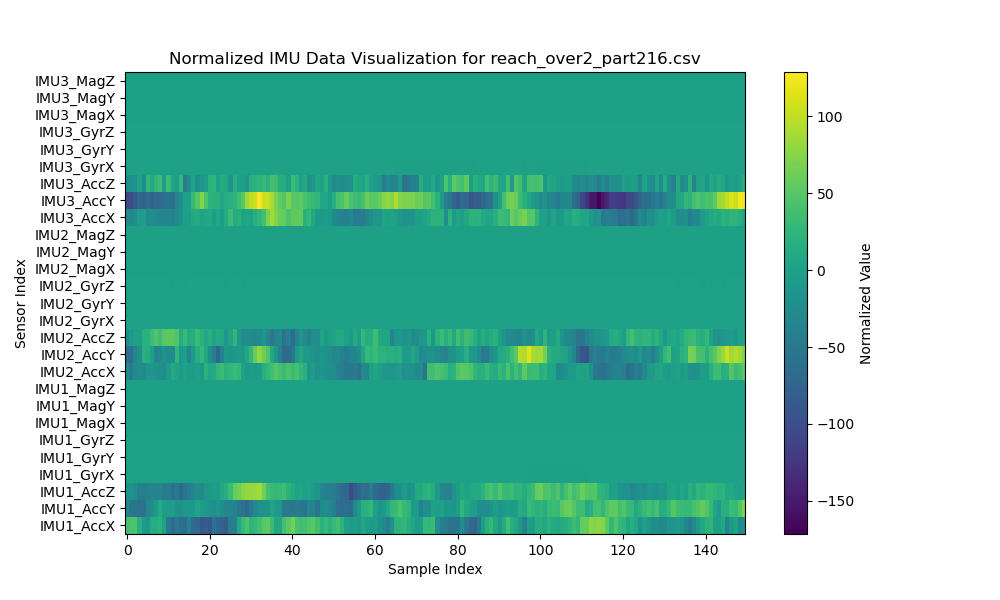 Normalized IMU Data Visualization for reach_over2_part216.csv
Sensor Index
IMU3_MagZ
IMU3_MagY
IMU3_MagX
IMU3_GyrZ
IMU3_GyrY
IMU3_GyrX
IMU3_AccZ
IMU3_AccY
IMU3_AccX
IMU2_MagZ
IMU2_MagY
IMU2_MagX
IMU2_GyrZ
IMU2_GyrY
IMU2_GyrX
IMU2_AccZ
IMU2_AccY
IMU2_AccX
IMU1_MagZ
IMU1_MagY
IMU1_MagX
IMU1_GyrZ
IMU1_GyrY
IMU1_GyrX
IMU1_AccZ
IMU1_AccY
IMU1_AccX
0 20 40 60 80 100 120 140
Sample Index
100
50
0
−50
−100
−150
Normalized Value